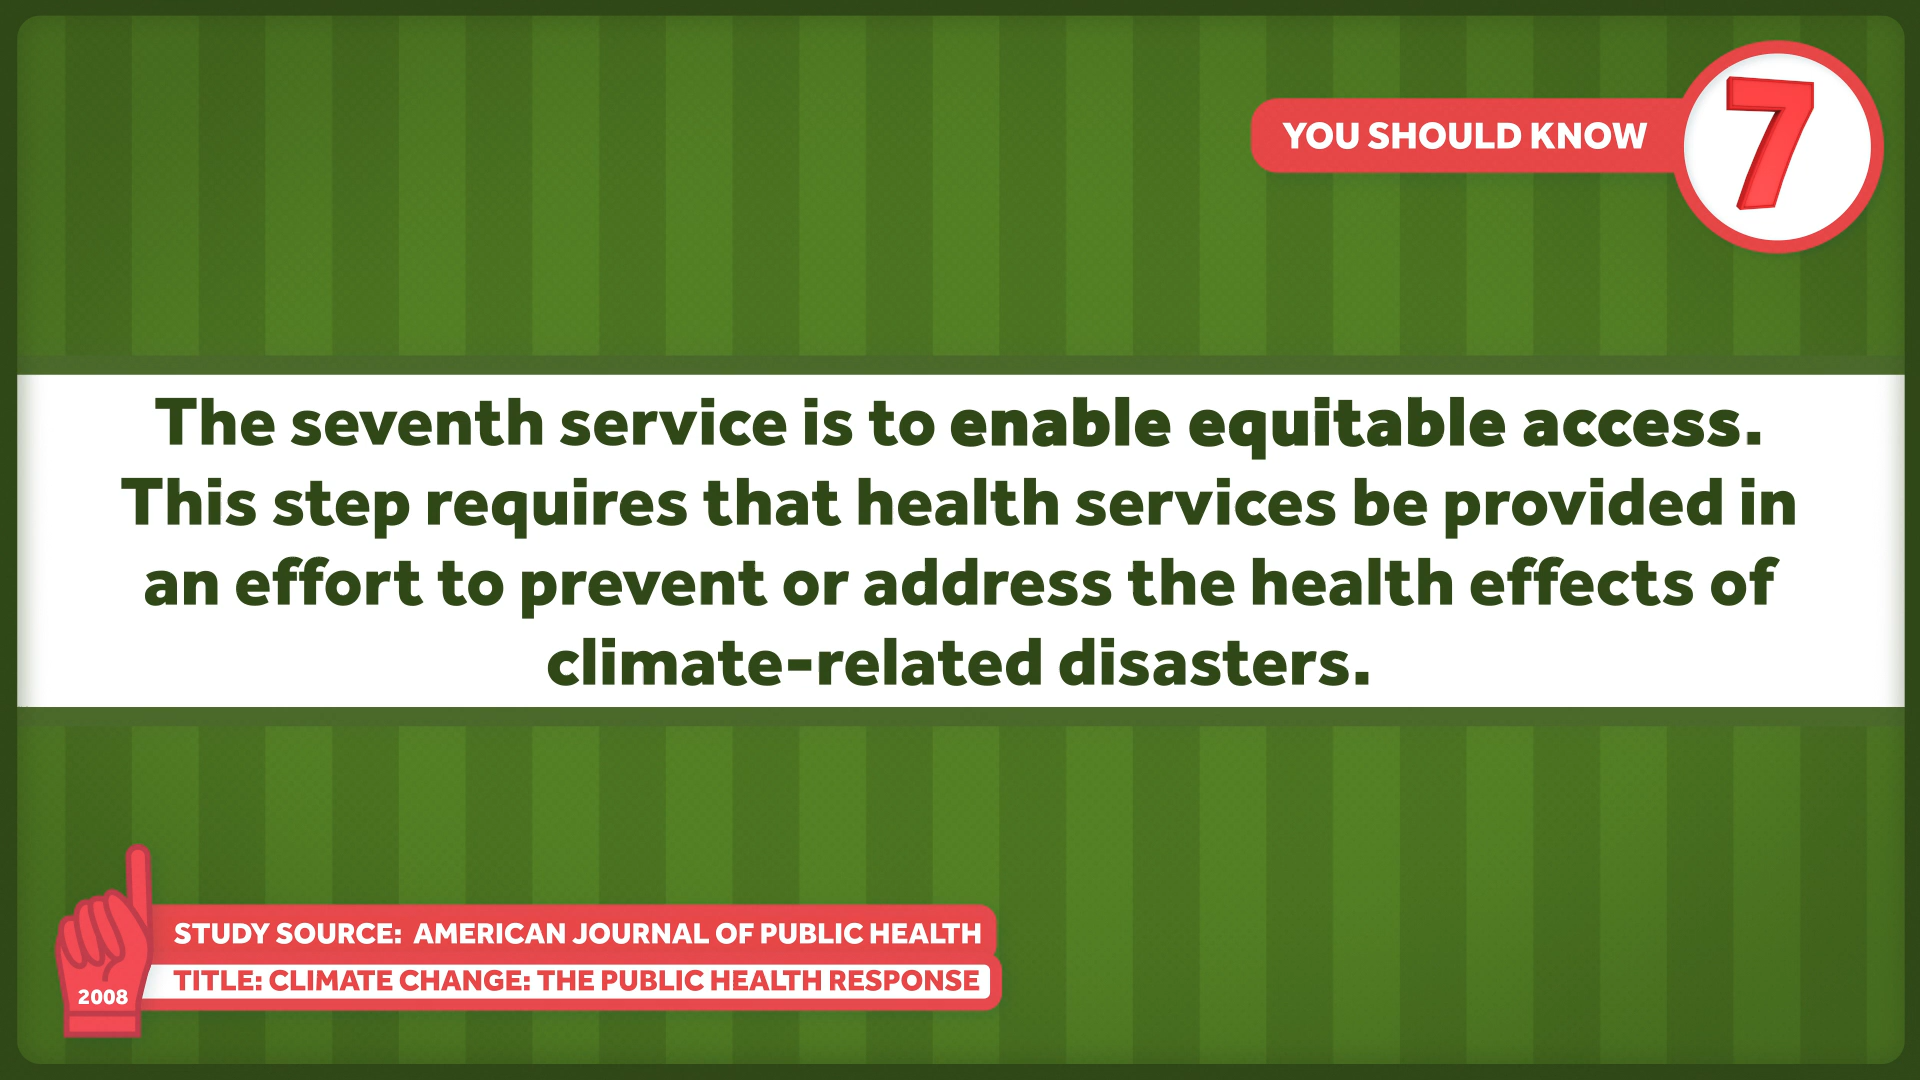 YOU SHOULD KNOW
7
The seventh service is to enable equitable access.
This step requires that health services be provided in
an effort to prevent or address the health effects of
climate-related disasters.
STUDY SOURCE: AMERICAN JOURNAL OF PUBLIC HEALTH
TITLE: CLIMATE CHANGE: THE PUBLIC HEALTH RESPONSE
2008